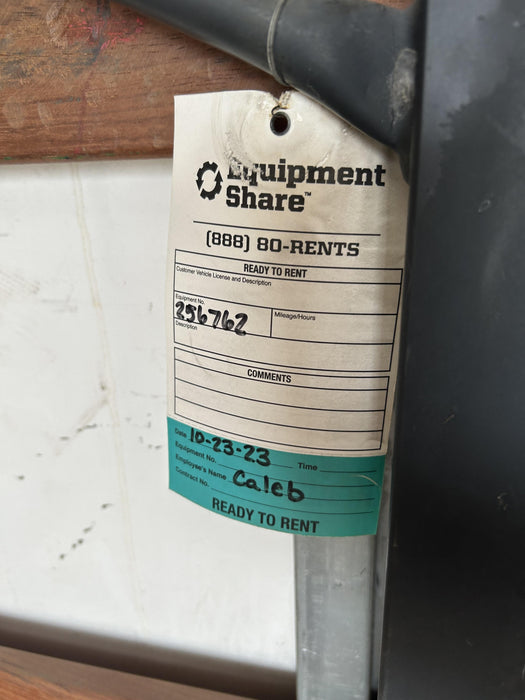 Equipment
Share™
(888) 80-RENTS
READY TO RENT
Customer Vehicle License and Description
Equipment No.
256762
Mileage/Hours
Description
COMMENTS
Date 10-23-23 Time
Equipment No.
Employee's Name Caleb
Contract No.
READY TO RENT